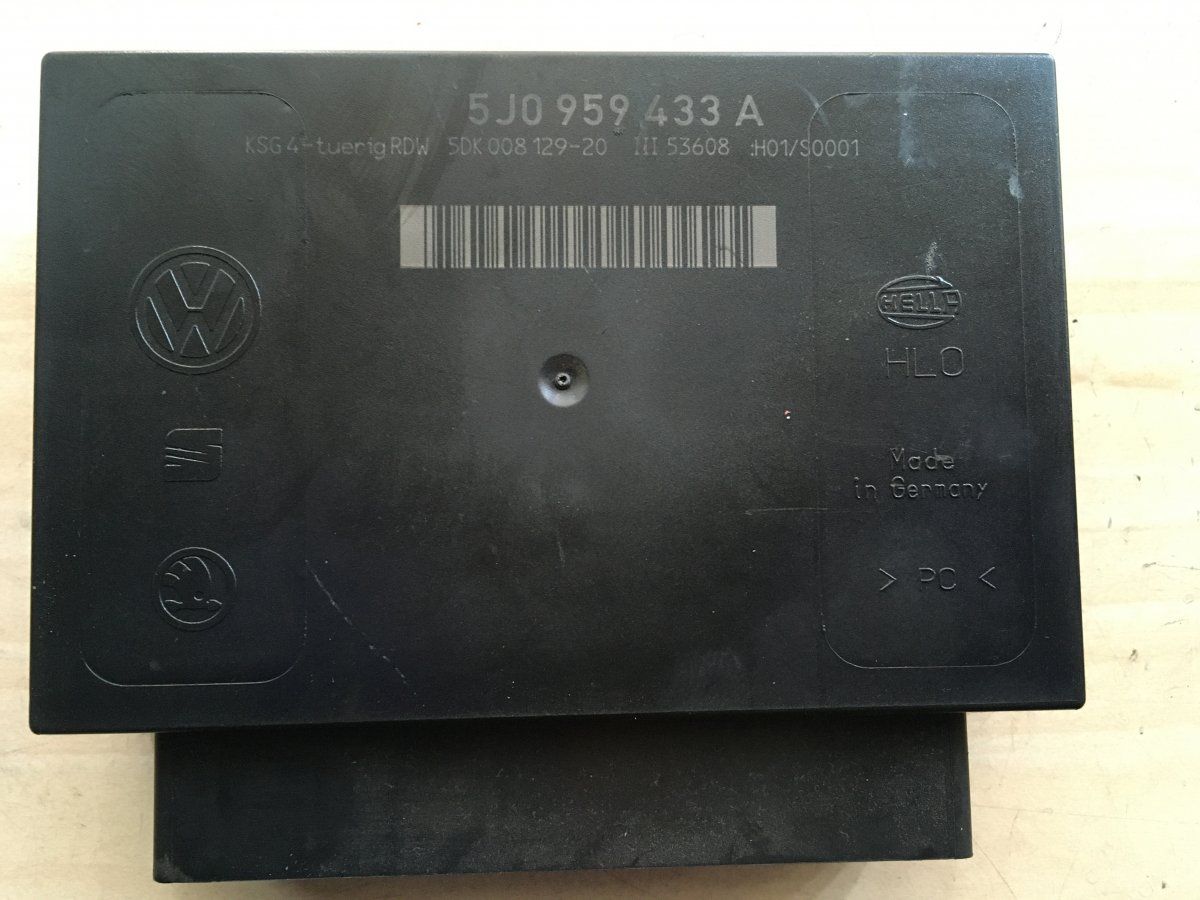 5J0 959 433 A
KSG 4-tuerig RDW 5DK 008 129-20 III 53608 :H01/S0001
HELLA
HLO
Made
in Germany
> PC <